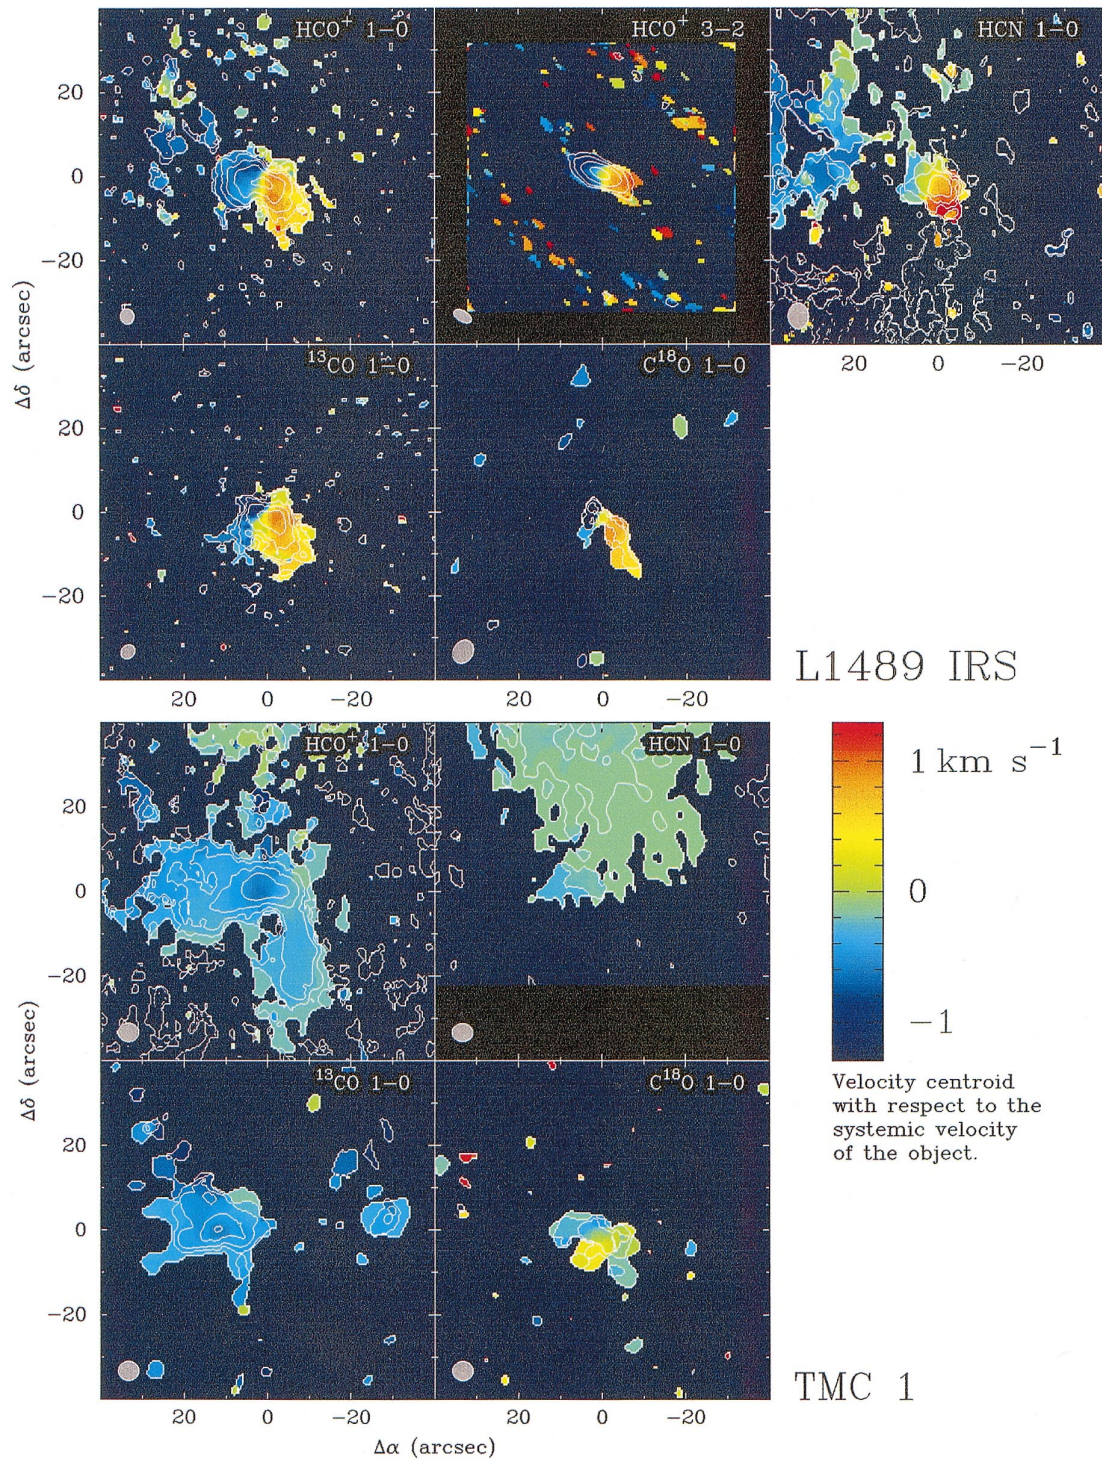 HCO⁺ 1−0
HCO⁺ 3−2
HCN 1−0
20
0
−20
20 0 −20
Δδ (arcsec)
¹³CO 1−0
C¹⁸O 1−0
20
0
−20
20 0 −20
20 0 −20
L1489 IRS
HCO⁺ 1−0
HCN 1−0
20
0
−20
Δδ (arcsec)
¹³CO 1−0
C¹⁸O 1−0
20
0
−20
20 0 −20
20 0 −20
Δα (arcsec)
1 km s⁻¹
0
−1
Velocity centroid
with respect to the
systemic velocity
of the object.
TMC 1